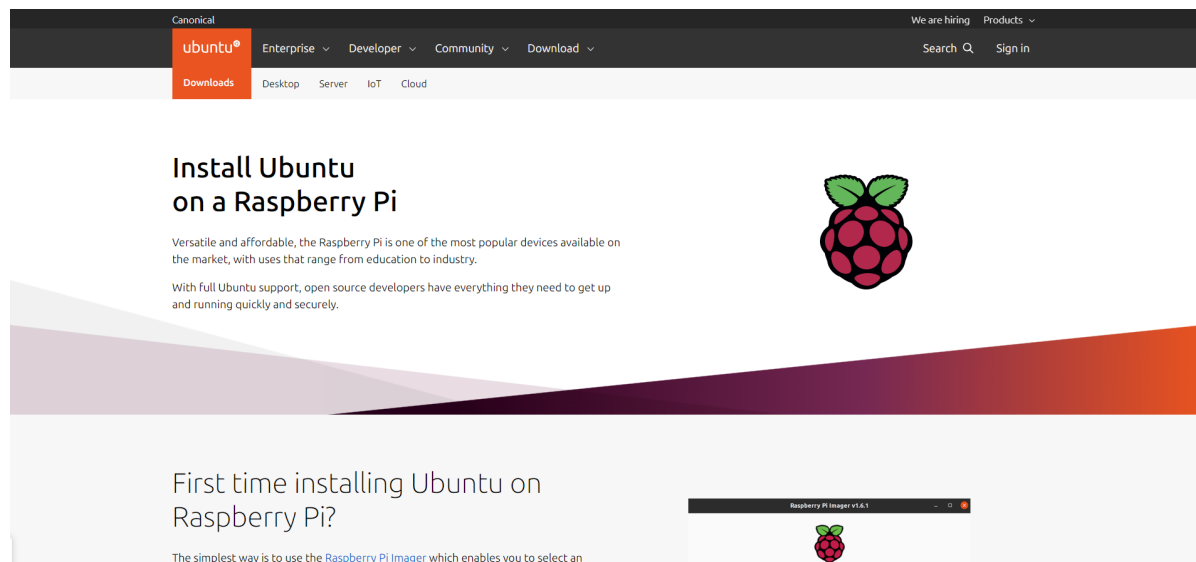 Canonical
We are hiring Products
ubuntu® Enterprise Developer Community Download
Search Sign in
Downloads Desktop Server IoT Cloud
Install Ubuntu
on a Raspberry Pi
Versatile and affordable, the Raspberry Pi is one of the most popular devices available on
the market, with uses that range from education to industry.
With full Ubuntu support, open source developers have everything they need to get up
and running quickly and securely.
First time installing Ubuntu on
Raspberry Pi?
The simplest way is to use the Raspberry Pi Imager which enables you to select an
Raspberry Pi Imager v1.6.1